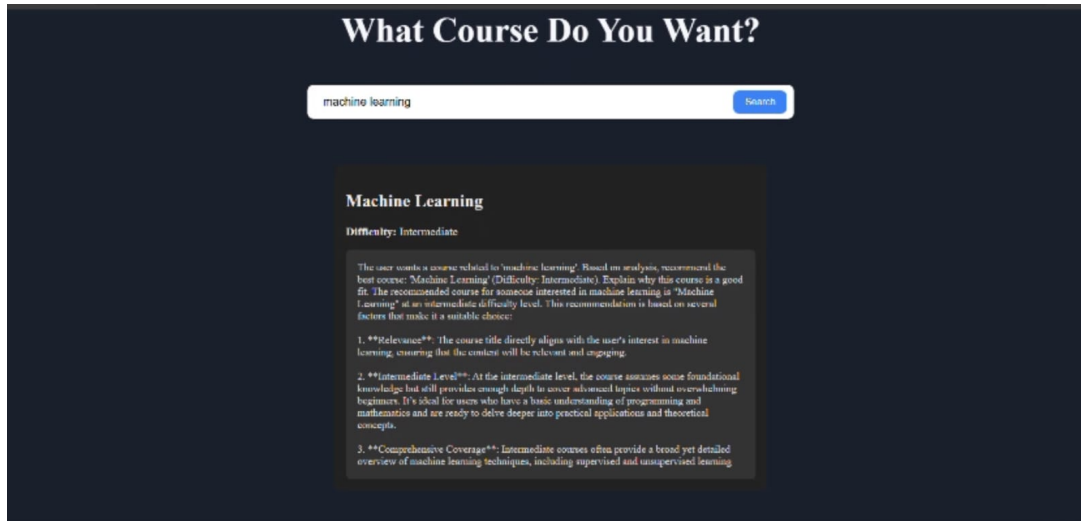 What Course Do You Want?
machine learning
Search
Machine Learning
Difficulty: Intermediate
The user wants a course related to 'machine learning'. Based on analysis, recommend the
best course: 'Machine Learning' (Difficulty: Intermediate). Explain why this course is a good
fit. The recommended course for someone interested in machine learning is "Machine
Learning" at an intermediate difficulty level. This recommendation is based on several
factors that make it a suitable choice:
1. **Relevance**: The course title directly aligns with the user's interest in machine
learning, ensuring that the content will be relevant and engaging.
2. **Intermediate Level**: At the intermediate level, the course assumes some foundational
knowledge but still provides enough depth to cover advanced topics without overwhelming
beginners. It's ideal for users who have a basic understanding of programming and
mathematics and are ready to delve deeper into practical applications and theoretical
concepts.
3. **Comprehensive Coverage**: Intermediate courses often provide a broad yet detailed
overview of machine learning techniques, including supervised and unsupervised learning